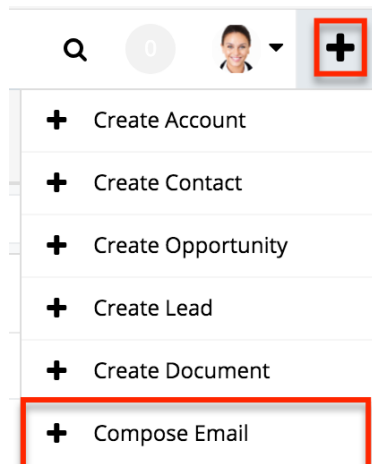 0
Create Account
Create Contact
Create Opportunity
Create Lead
Create Document
Compose Email